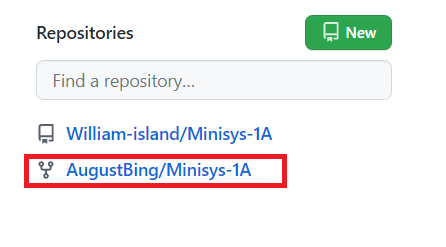 Repositories
New
Find a repository...
William-island/Minisys-1A
AugustBing/Minisys-1A